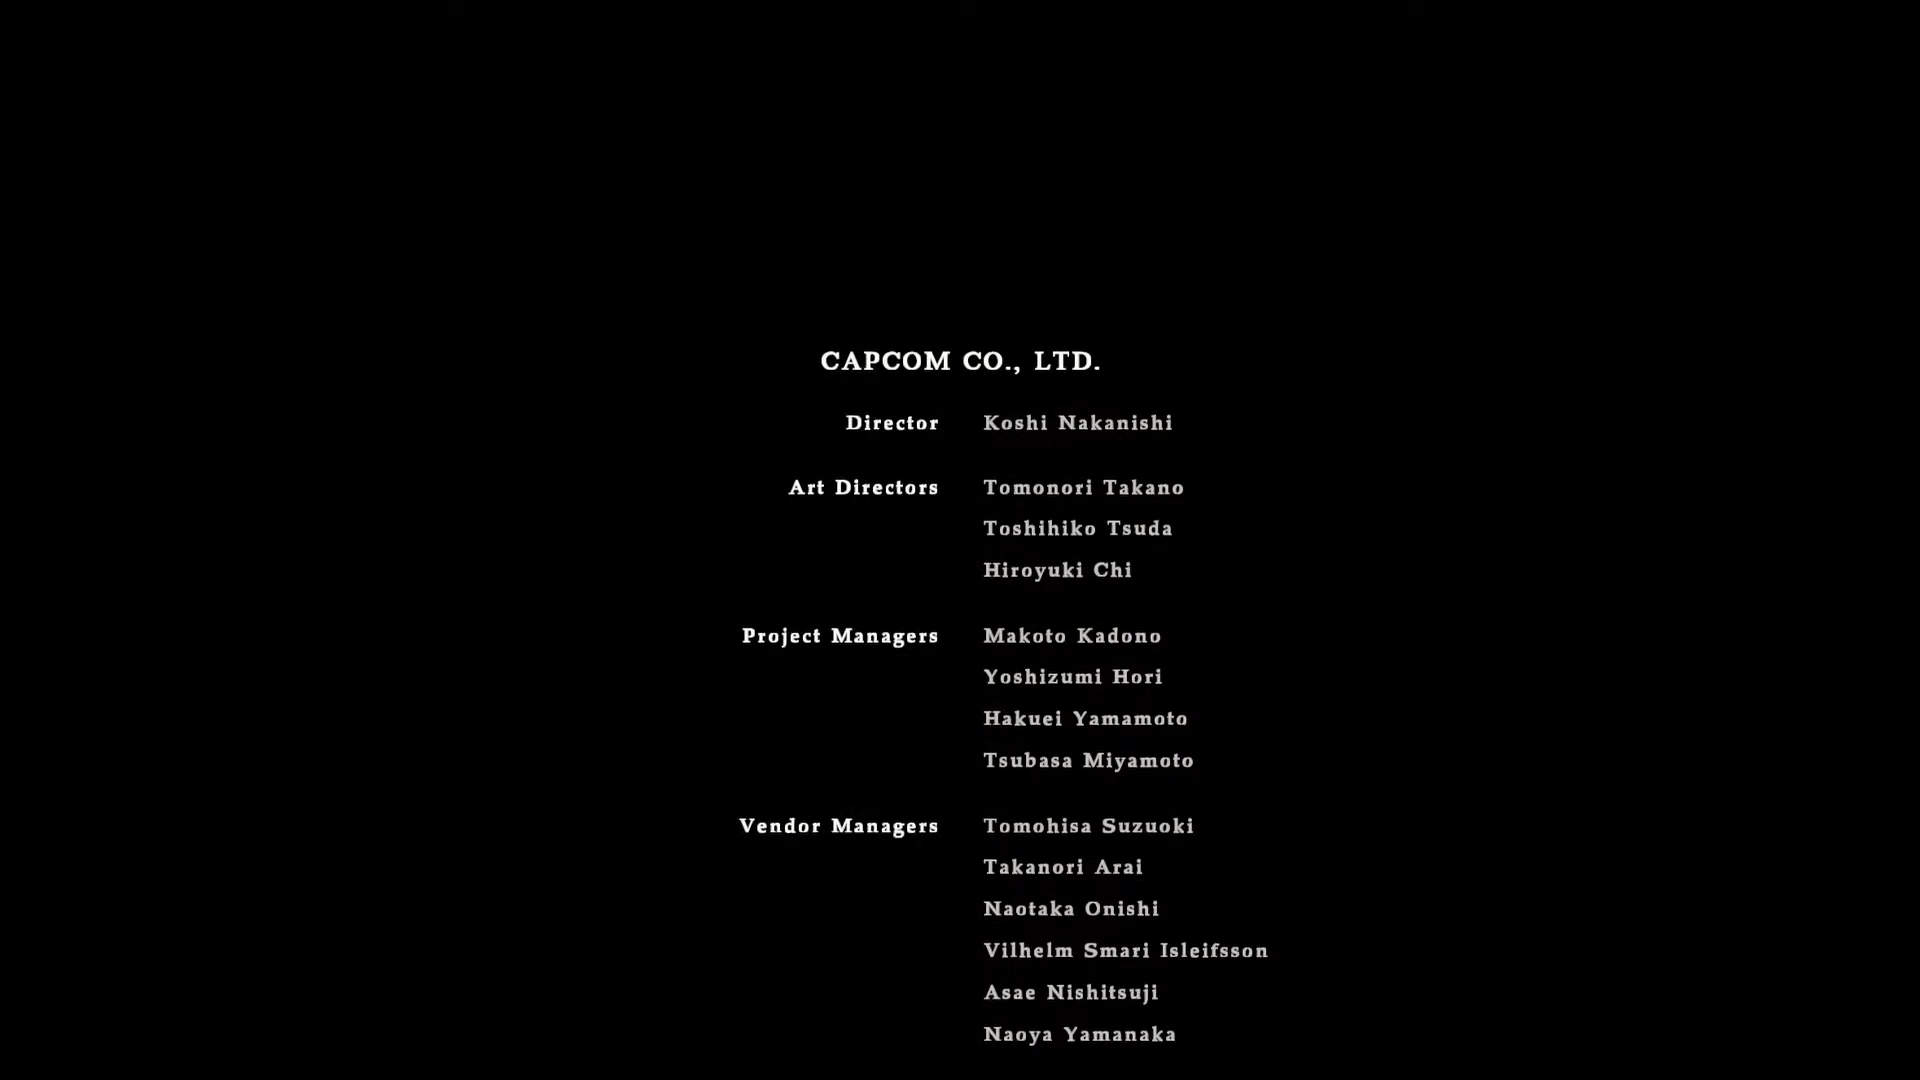 CAPCOM CO., LTD.
Director Koshi Nakanishi
Art Directors Tomonori Takano
Toshihiko Tsuda
Hiroyuki Chi
Project Managers Makoto Kadono
Yoshizumi Hori
Hakuei Yamamoto
Tsubasa Miyamoto
Vendor Managers Tomohisa Suzuoki
Takanori Arai
Naotaka Onishi
Vilhelm Smari Isleifsson
Asae Nishitsuji
Naoya Yamanaka